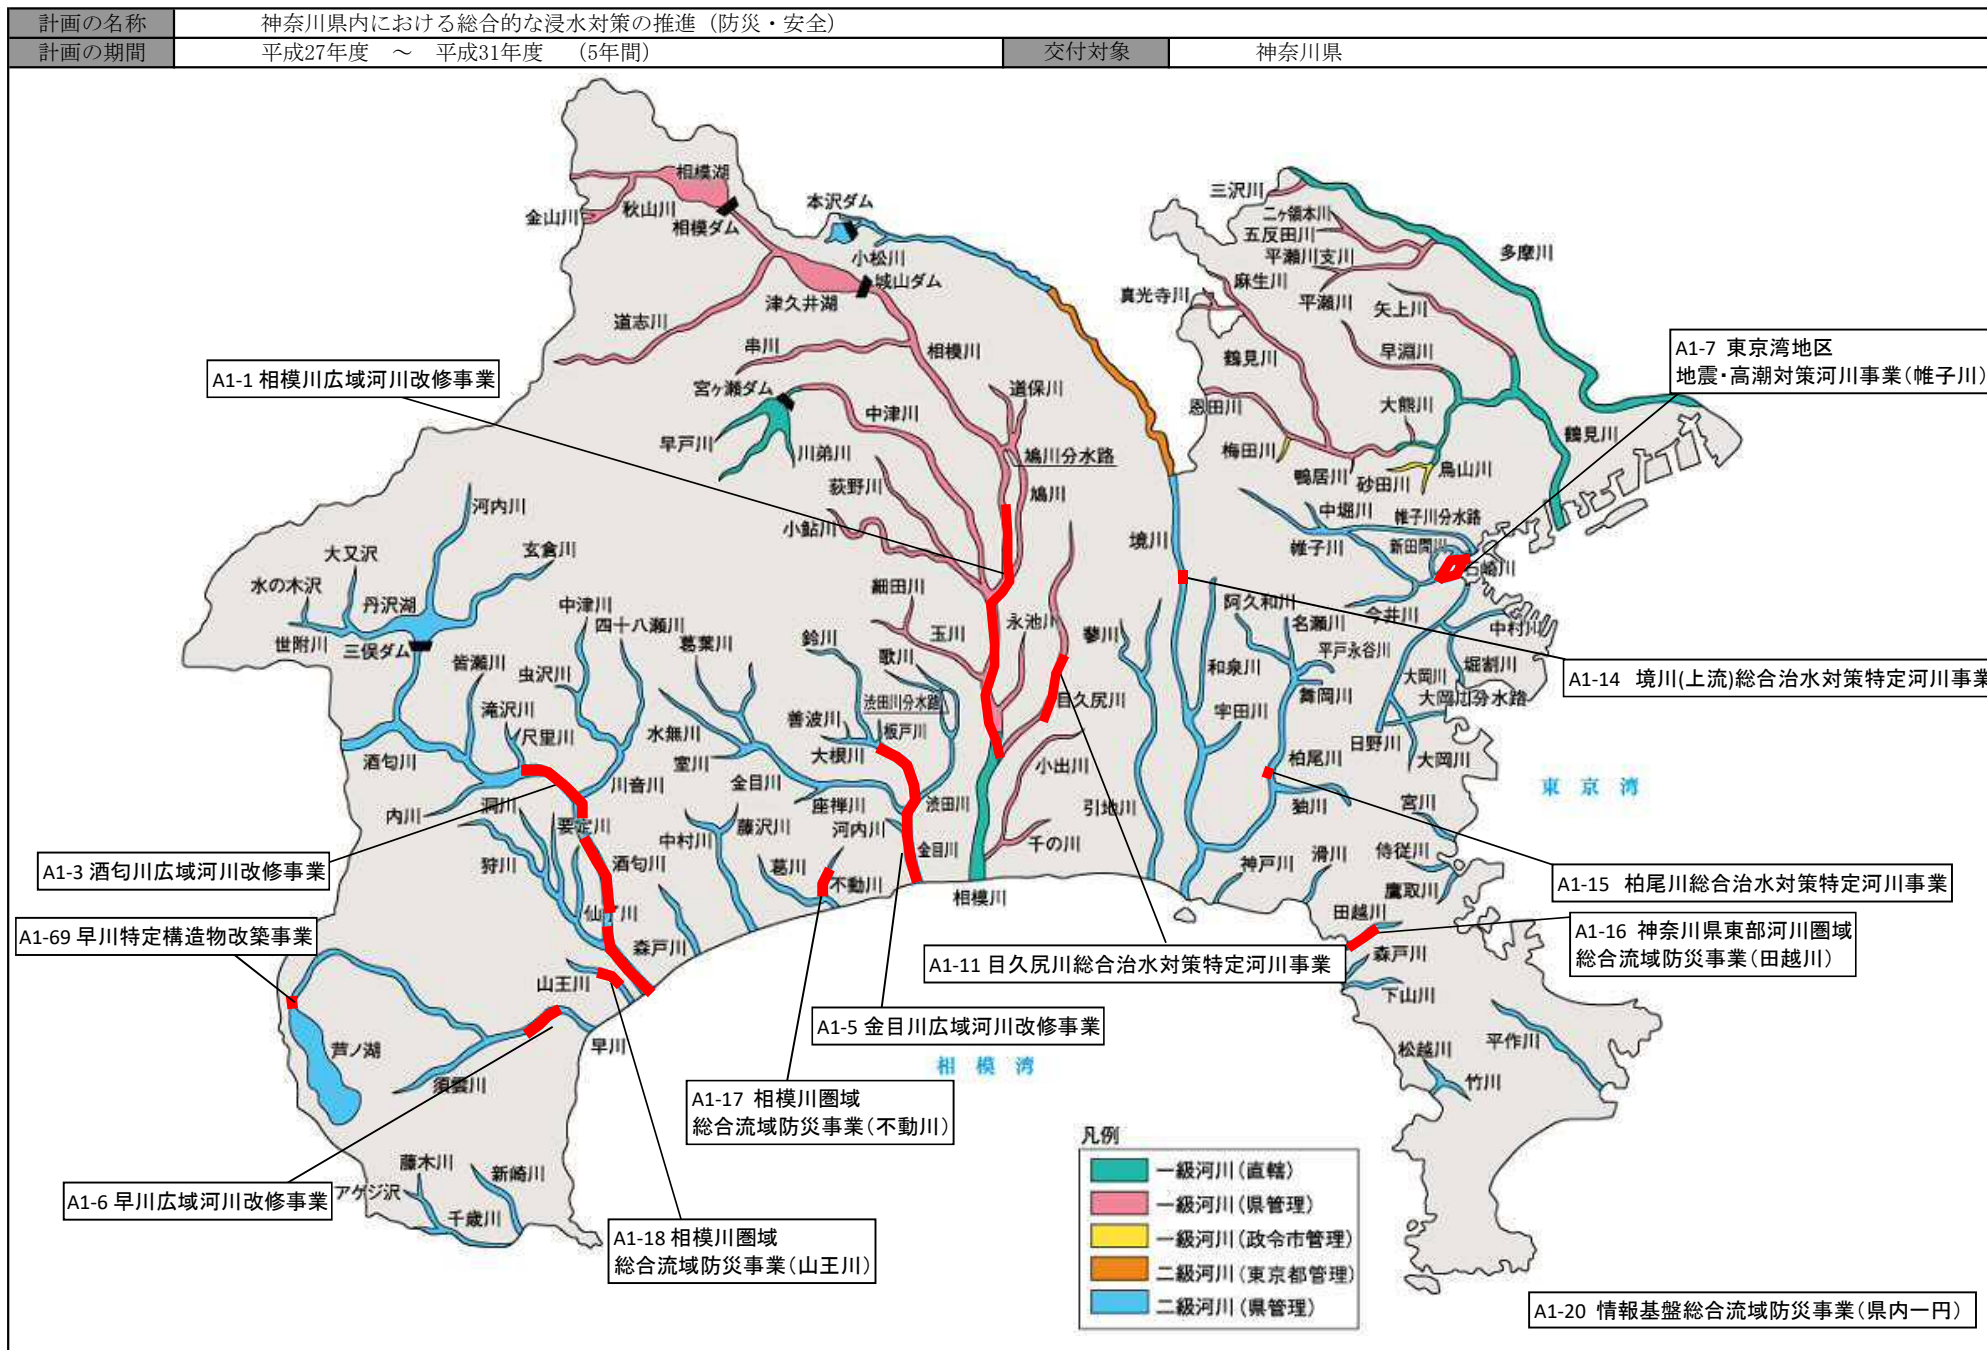 計画の名称
神奈川県内における総合的な浸水対策の推進（防災・安全）
計画の期間
平成27年度 ～ 平成31年度 （5年間）
交付対象
神奈川県
相模湖
金山川
秋山川
相模ダム
本沢ダム
小松川
城山ダム
津久井湖
道志川
串川
相模川
宮ヶ瀬ダム
中津川
道保川
早戸川
川弟川
鳩川分水路
荻野川
鳩川
小鮎川
三沢川
二ヶ領本川
五反田川
平瀬川支川
多摩川
麻生川
真光寺川
平瀬川
矢上川
鶴見川
早淵川
恩田川
大熊川
梅田川
鶴見川
鴨居川
砂田川
鳥山川
中堀川
帷子川分水路
帷子川
新田間川
石崎川
今井川
境川
中村川
堀割川
大岡川
大岡川分水路
日野川
大岡川
阿久和川
名瀬川
平戸永谷川
和泉川
舞岡川
宇田川
柏尾川
独川
蓼川
引地川
河内川
大又沢
玄倉川
水の木沢
丹沢湖
世附川
三保ダム
中津川
四十八瀬川
皆瀬川
虫沢川
滝沢川
尺里川
酒匂川
内川
洞川
川音川
要定川
狩川
酒匂川
仙了川
森戸川
山王川
早川
芦ノ湖
須雲川
藤木川
新崎川
アケジ沢
千歳川
葛葉川
水無川
室川
金目川
座禅川
中村川
藤沢川
葛川
不動川
河内川
金目川
渋田川
善波川
大根川
板戸川
鈴川
歌川
渋田川分水路
細田川
玉川
永池川
目久尻川
小出川
千の川
相模川
神戸川
滑川
宮川
侍従川
鷹取川
田越川
森戸川
下山川
松越川
竹川
平作川
東京湾
相模湾
A1-1 相模川広域河川改修事業
A1-7 東京湾地区
地震・高潮対策河川事業（帷子川）
A1-14 境川(上流)総合治水対策特定河川事業
A1-3 酒匂川広域河川改修事業
A1-15 柏尾川総合治水対策特定河川事業
A1-69 早川特定構造物改築事業
A1-16 神奈川県東部河川圏域
総合流域防災事業（田越川）
A1-11 目久尻川総合治水対策特定河川事業
A1-5 金目川広域河川改修事業
A1-17 相模川圏域
総合流域防災事業（不動川）
A1-6 早川広域河川改修事業
A1-18 相模川圏域
総合流域防災事業（山王川）
凡例
一級河川（直轄）
一級河川（県管理）
一級河川（政令市管理）
二級河川（東京都管理）
二級河川（県管理）
A1-20 情報基盤総合流域防災事業（県内一円）